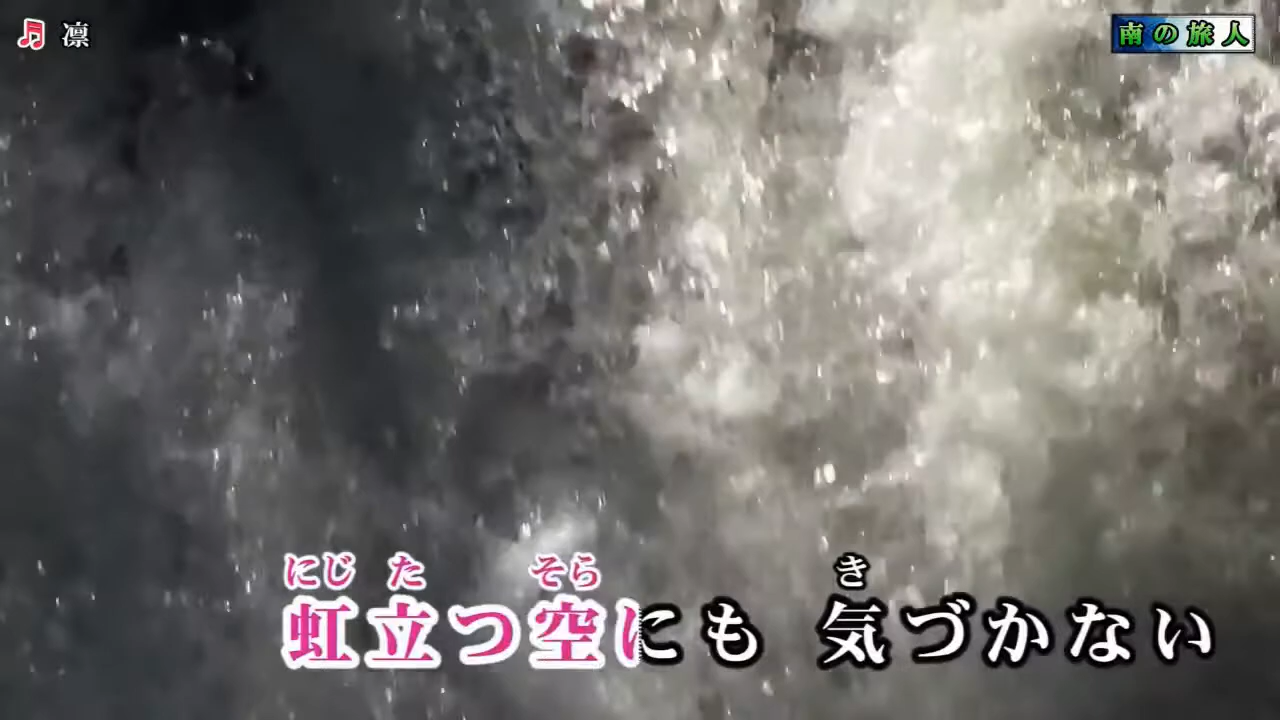 凛
南の旅人
にじ た そら き
虹立つ空にも 気づかない